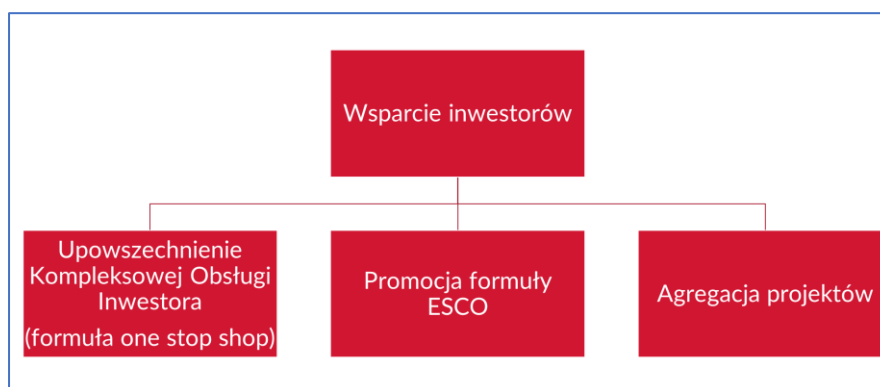 Wsparcie inwestorów
Upowszechnienie
Kompleksowej Obsługi
Inwestora
(formuła one stop shop)
Promocja formuły
ESCO
Agregacja projektów